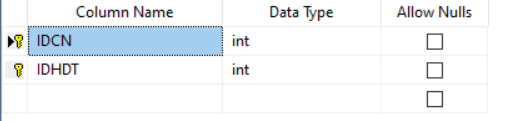 Column Name Data Type Allow Nulls
IDCN int
IDHDT int